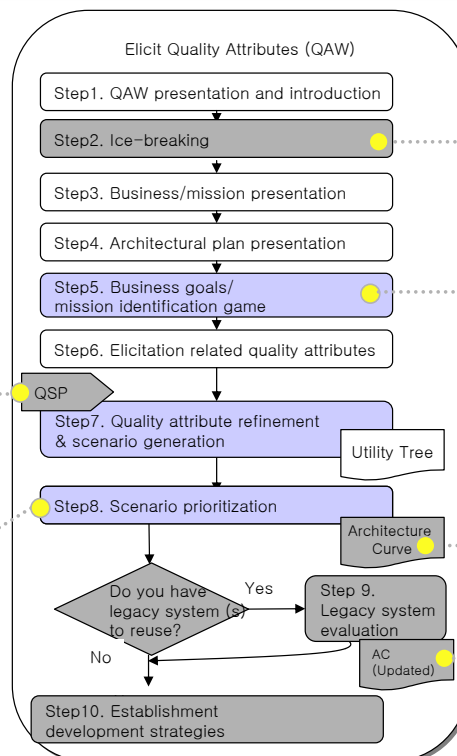 Elicit Quality Attributes (QAW)
Step1. QAW presentation and introduction
Step2. Ice-breaking
Step3. Business/mission presentation
Step4. Architectural plan presentation
Step5. Business goals/
mission identification game
Step6. Elicitation related quality attributes
QSP
Step7. Quality attribute refinement
& scenario generation
Utility Tree
Step8. Scenario prioritization
Architecture
Curve
Do you have
legacy system (s)
to reuse?
Yes
Step 9.
Legacy system
evaluation
No
AC
(Updated)
Step10. Establishment
development strategies